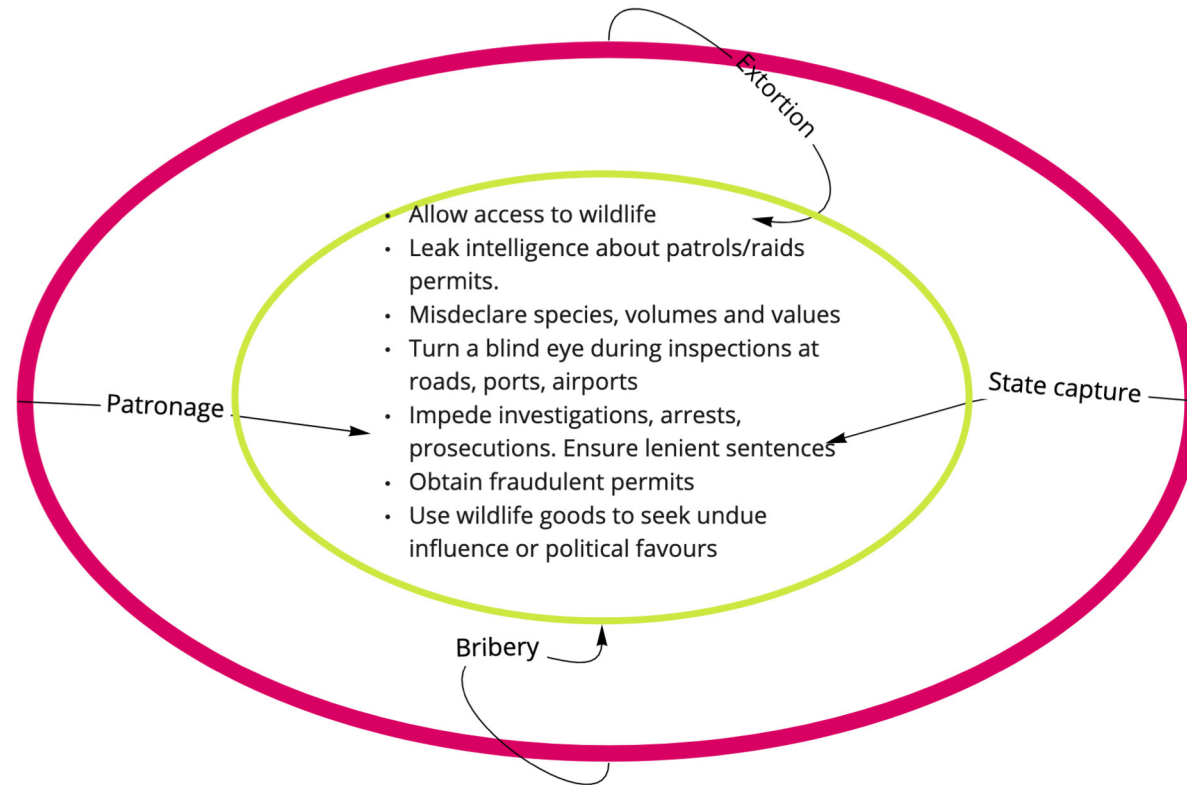 Extortion
• Allow access to wildlife
• Leak intelligence about patrols/raids
permits.
• Misdeclare species, volumes and values
• Turn a blind eye during inspections at
roads, ports, airports
• Impede investigations, arrests,
prosecutions. Ensure lenient sentences
• Obtain fraudulent permits
• Use wildlife goods to seek undue
influence or political favours
Patronage
State capture
Bribery